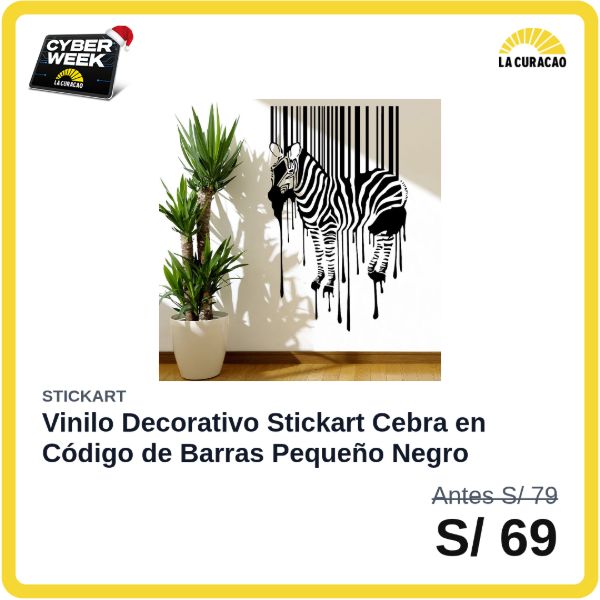 CYBER
WEEK
LA CURACAO
LA CURACAO
STICKART
Vinilo Decorativo Stickart Cebra en
Código de Barras Pequeño Negro
Antes S/ 79
S/ 69